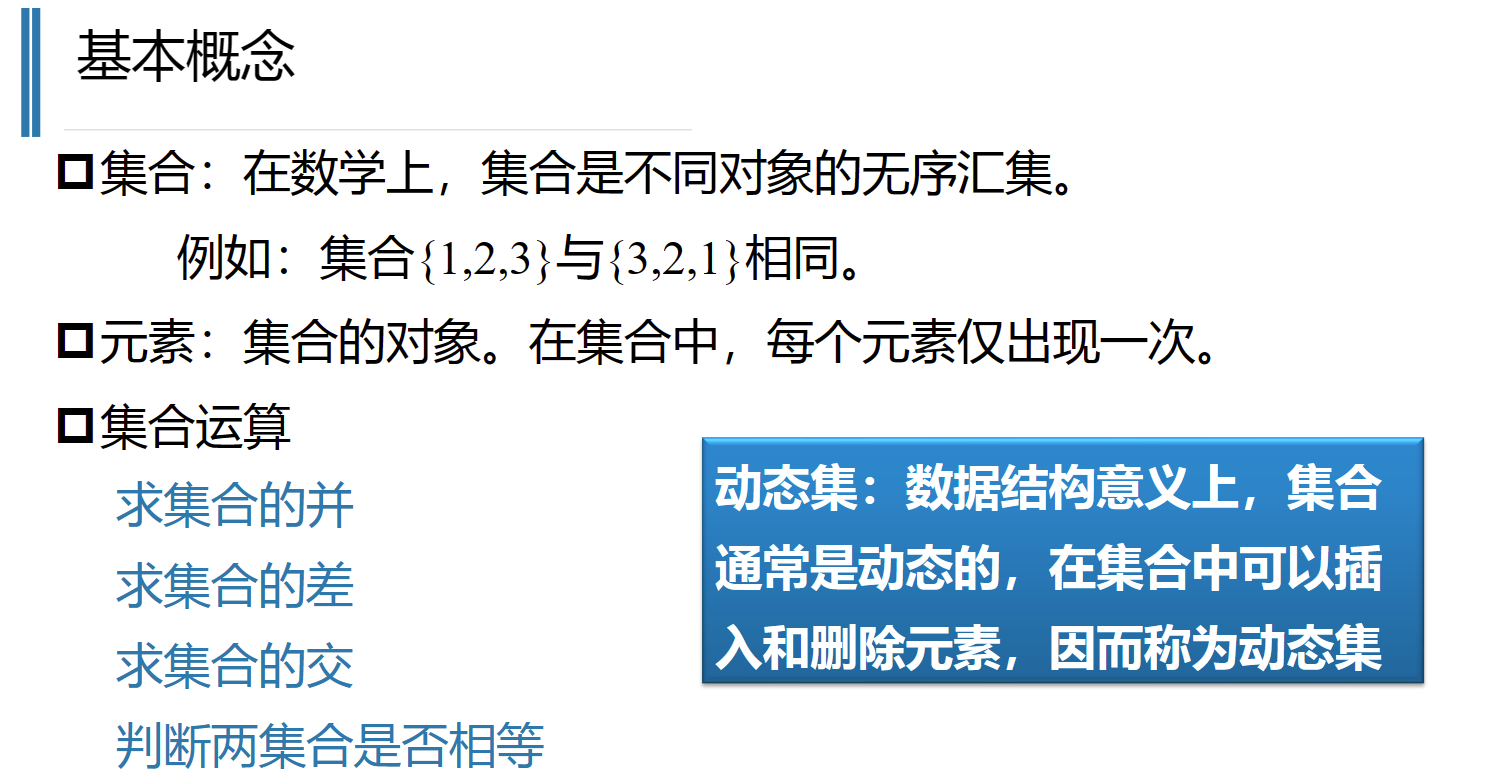 基本概念
集合：在数学上，集合是不同对象的无序汇集。
例如：集合{1,2,3}与{3,2,1}相同。
元素：集合的对象。在集合中，每个元素仅出现一次。
集合运算
求集合的并
求集合的差
求集合的交
判断两集合是否相等
动态集：数据结构意义上，集合
通常是动态的，在集合中可以插
入和删除元素，因而称为动态集